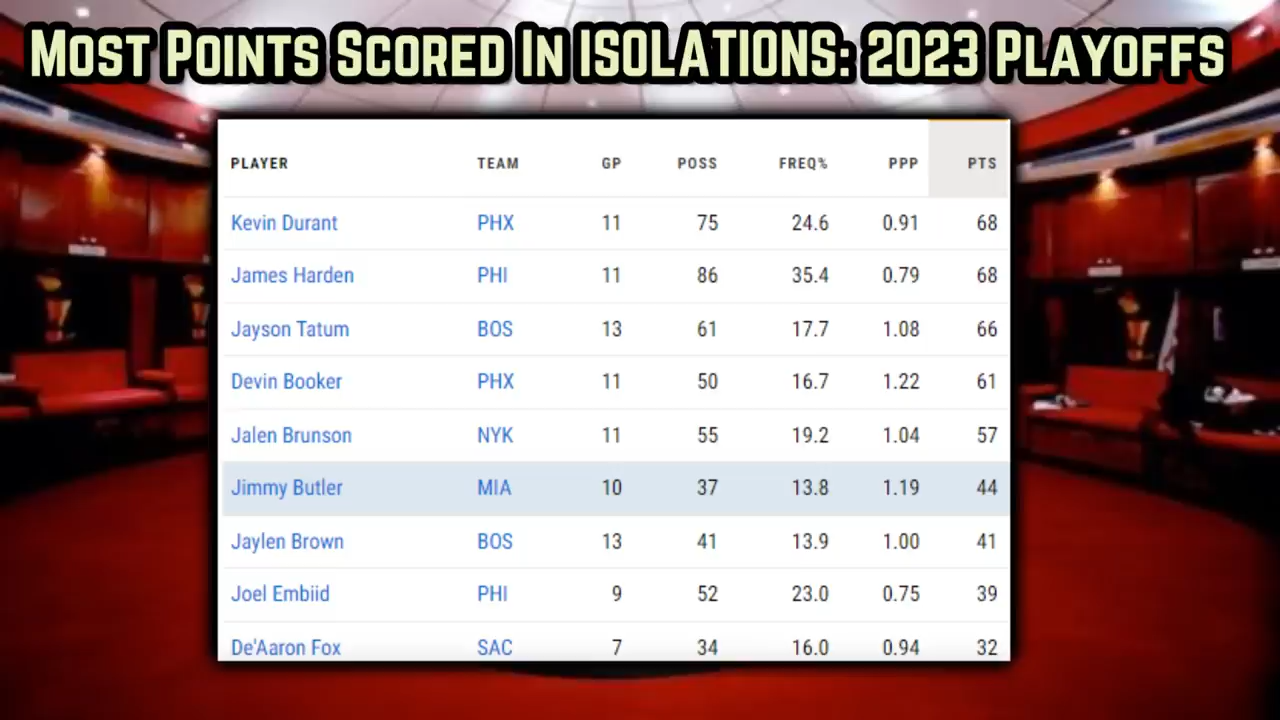 Most Points Scored In ISOLATIONS: 2023 Playoffs
PLAYER TEAM GP POSS FREQ% PPP PTS
Kevin Durant PHX 11 75 24.6 0.91 68
James Harden PHI 11 86 35.4 0.79 68
Jayson Tatum BOS 13 61 17.7 1.08 66
Devin Booker PHX 11 50 16.7 1.22 61
Jalen Brunson NYK 11 55 19.2 1.04 57
Jimmy Butler MIA 10 37 13.8 1.19 44
Jaylen Brown BOS 13 41 13.9 1.00 41
Joel Embiid PHI 9 52 23.0 0.75 39
De'Aaron Fox SAC 7 34 16.0 0.94 32